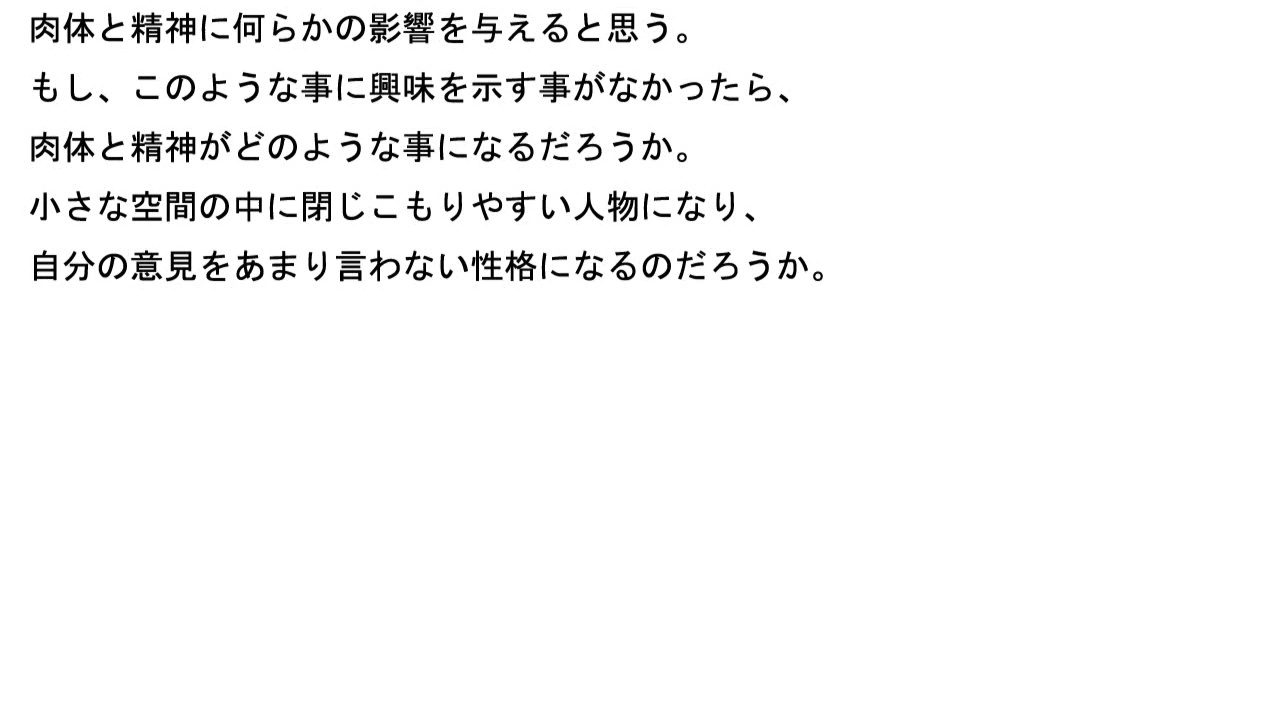 肉体と精神に何らかの影響を与えると思う。
もし、このような事に興味を示す事がなかったら、
肉体と精神がどのような事になるだろうか。
小さな空間の中に閉じこもりやすい人物になり、
自分の意見をあまり言わない性格になるのだろうか。